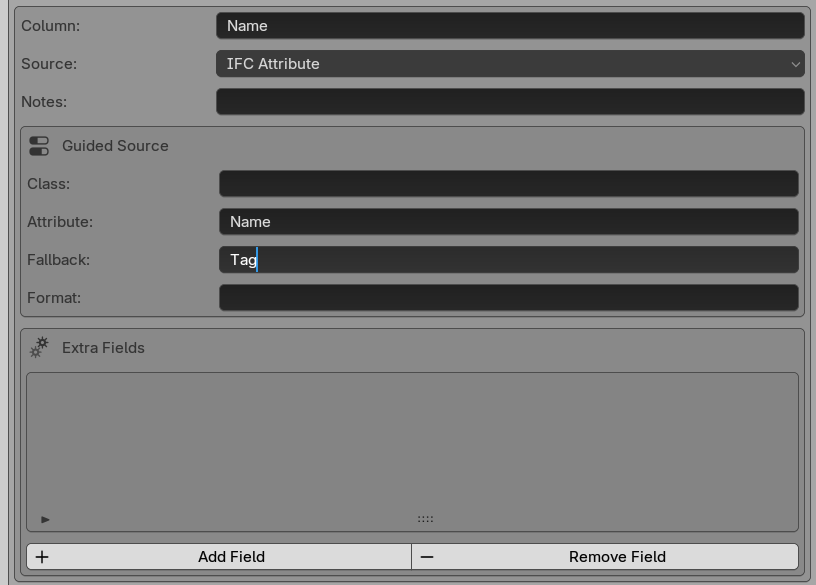 Column: Name
Source: IFC Attribute
Notes:
Guided Source
Class:
Attribute: Name
Fallback: Tag
Format:
Extra Fields
Add Field Remove Field